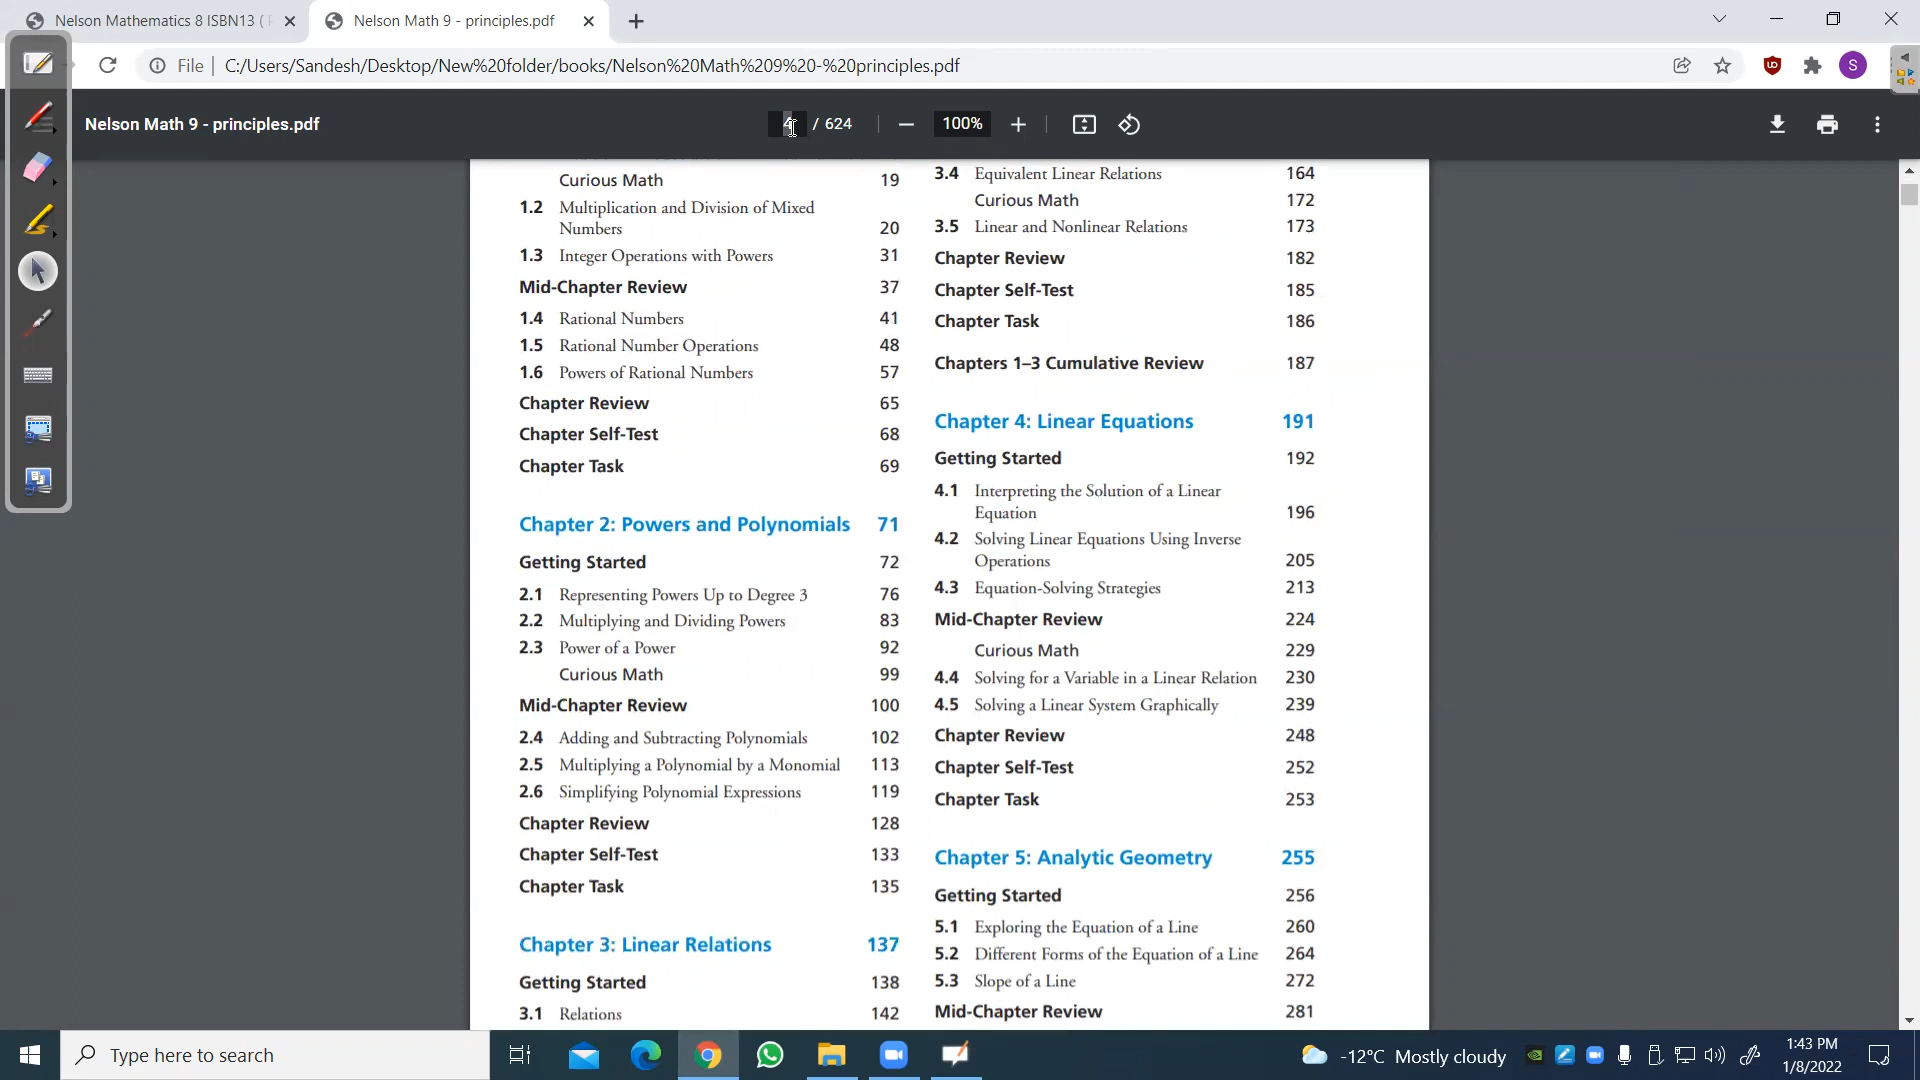 Nelson Mathematics 8 ISBN13 (
Nelson Math 9 - principles.pdf
File
C:/Users/Sandesh/Desktop/New%20folder/books/Nelson%20Math%209%20-%20principles.pdf
S
Nelson Math 9 - principles.pdf
4 / 624
100%
Curious Math 19
1.2 Multiplication and Division of Mixed
Numbers 20
1.3 Integer Operations with Powers 31
Mid-Chapter Review 37
1.4 Rational Numbers 41
1.5 Rational Number Operations 48
1.6 Powers of Rational Numbers 57
Chapter Review 65
Chapter Self-Test 68
Chapter Task 69
Chapter 2: Powers and Polynomials 71
Getting Started 72
2.1 Representing Powers Up to Degree 3 76
2.2 Multiplying and Dividing Powers 83
2.3 Power of a Power 92
Curious Math 99
Mid-Chapter Review 100
2.4 Adding and Subtracting Polynomials 102
2.5 Multiplying a Polynomial by a Monomial 113
2.6 Simplifying Polynomial Expressions 119
Chapter Review 128
Chapter Self-Test 133
Chapter Task 135
Chapter 3: Linear Relations 137
Getting Started 138
3.1 Relations 142
3.4 Equivalent Linear Relations 164
Curious Math 172
3.5 Linear and Nonlinear Relations 173
Chapter Review 182
Chapter Self-Test 185
Chapter Task 186
Chapters 1–3 Cumulative Review 187
Chapter 4: Linear Equations 191
Getting Started 192
4.1 Interpreting the Solution of a Linear
Equation 196
4.2 Solving Linear Equations Using Inverse
Operations 205
4.3 Equation-Solving Strategies 213
Mid-Chapter Review 224
Curious Math 229
4.4 Solving for a Variable in a Linear Relation 230
4.5 Solving a Linear System Graphically 239
Chapter Review 248
Chapter Self-Test 252
Chapter Task 253
Chapter 5: Analytic Geometry 255
Getting Started 256
5.1 Exploring the Equation of a Line 260
5.2 Different Forms of the Equation of a Line 264
5.3 Slope of a Line 272
Mid-Chapter Review 281
Type here to search
-12°C Mostly cloudy
1:43 PM
1/8/2022